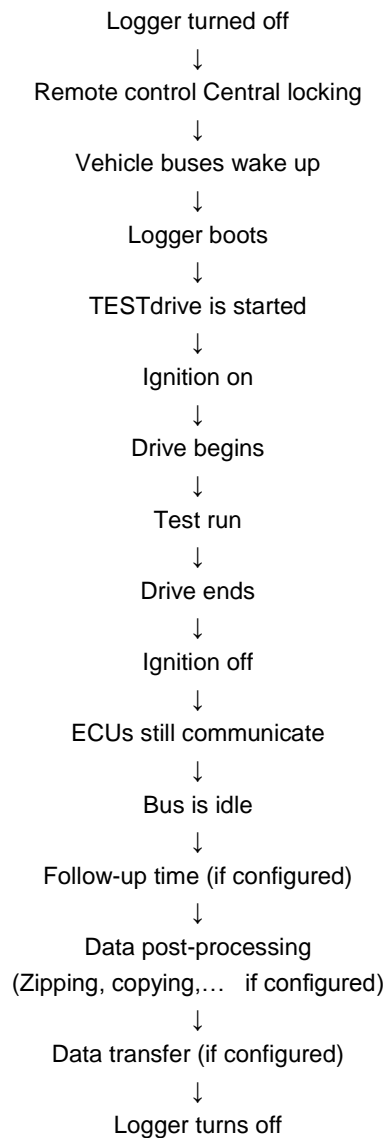 Logger turned off
↓
Remote control Central locking
↓
Vehicle buses wake up
↓
Logger boots
↓
TESTdrive is started
↓
Ignition on
↓
Drive begins
↓
Test run
↓
Drive ends
↓
Ignition off
↓
ECUs still communicate
↓
Bus is idle
↓
Follow-up time (if configured)
↓
Data post-processing
(Zipping, copying,… if configured)
↓
Data transfer (if configured)
↓
Logger turns off